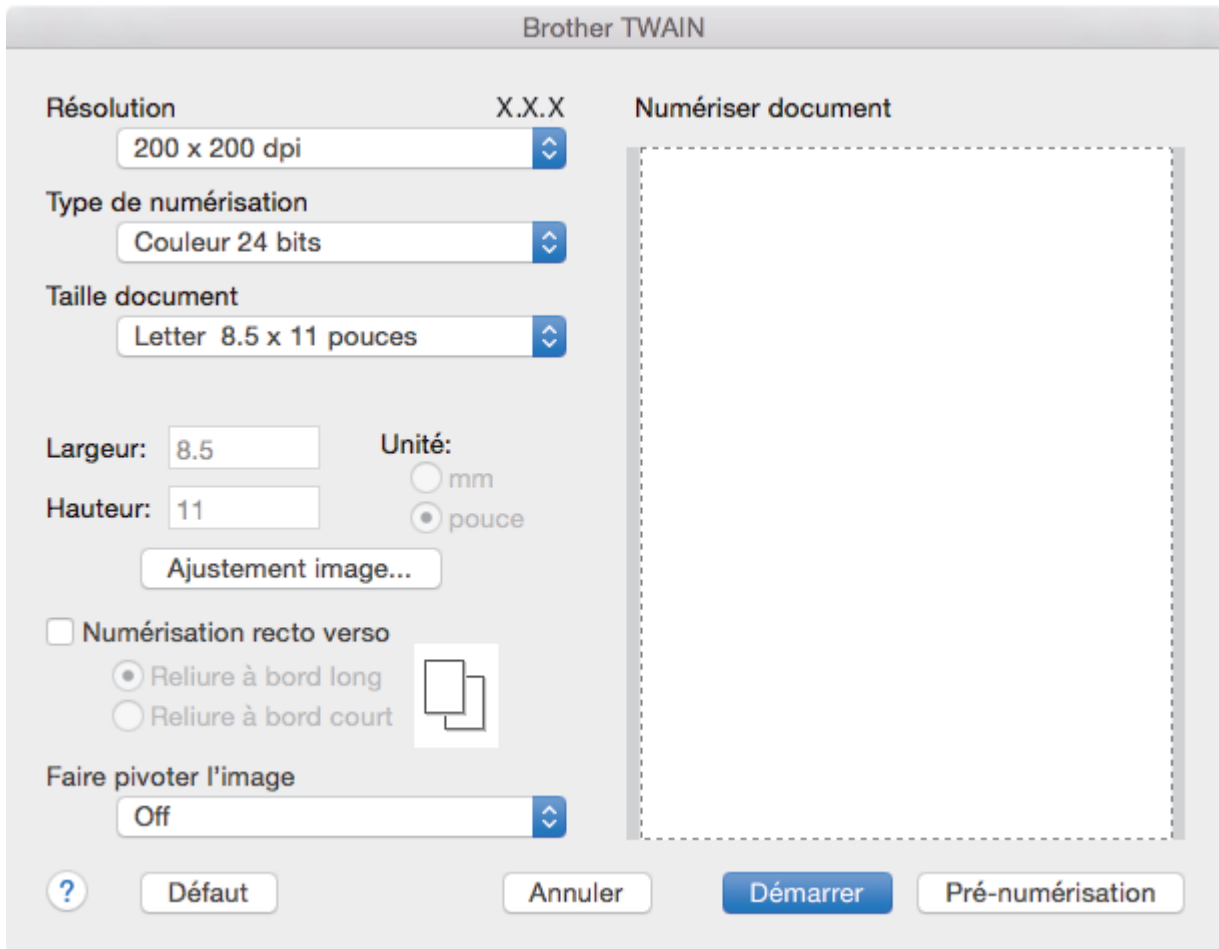 Brother TWAIN
Résolution X.X.X
200 x 200 dpi
Type de numérisation
Couleur 24 bits
Taille document
Letter 8.5 x 11 pouces
Largeur: 8.5
Hauteur: 11
Unité:
mm
pouce
Ajustement image...
Numérisation recto verso
Reliure à bord long
Reliure à bord court
Faire pivoter l'image
Off
Numériser document
? Défaut Annuler Démarrer Pré-numérisation